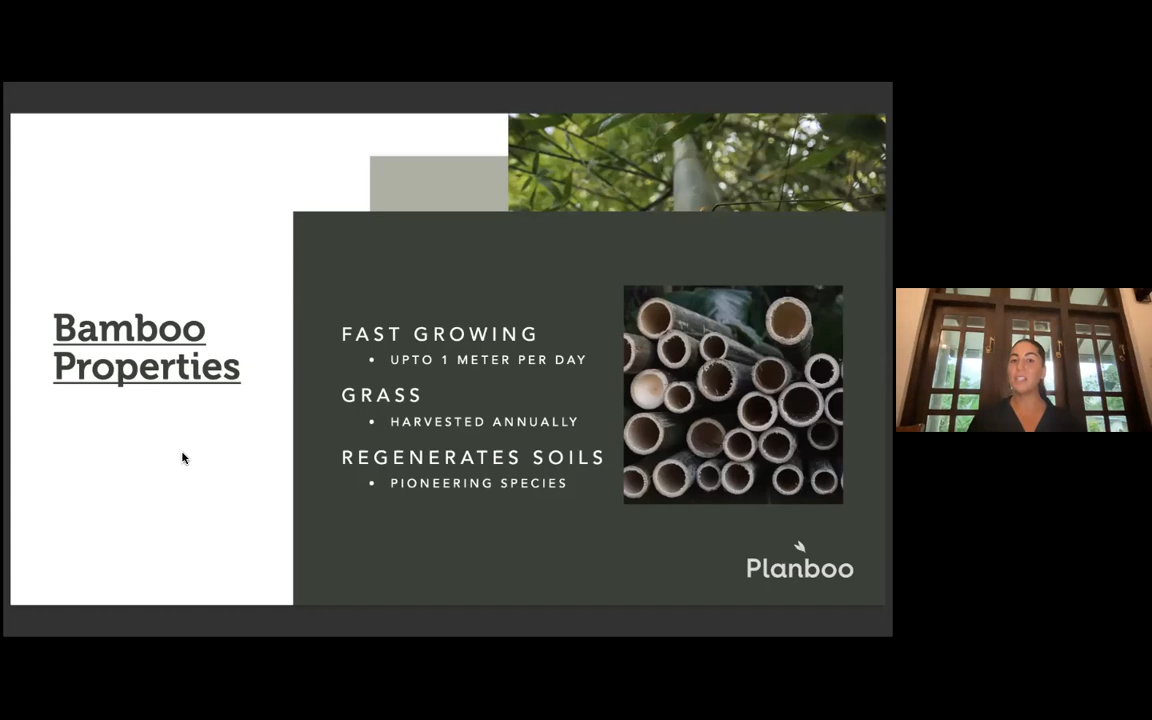 Bamboo
Properties
FAST GROWING
• UPTO 1 METER PER DAY
GRASS
• HARVESTED ANNUALLY
REGENERATES SOILS
• PIONEERING SPECIES
Planboo